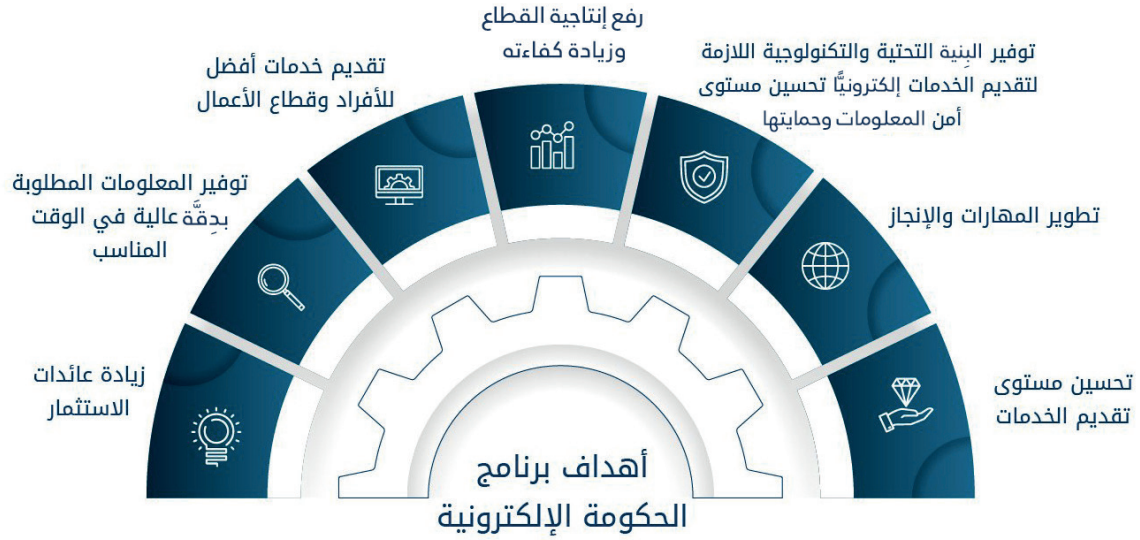 رفع إنتاجية القطاع
وزيادة كفاءته
توفير البِنية التحتية والتكنولوجية اللازمة
لتقديم الخدمات إلكترونيًّا تحسين مستوى
أمن المعلومات وحمايتها
تقديم خدمات أفضل
للأفراد وقطاع الأعمال
تطوير المهارات والإنجاز
توفير المعلومات المطلوبة
بدِقَّة عالية في الوقت
المناسب
تحسين مستوى
تقديم الخدمات
زيادة عائدات
الاستثمار
أهداف برنامج
الحكومة الإلكترونية